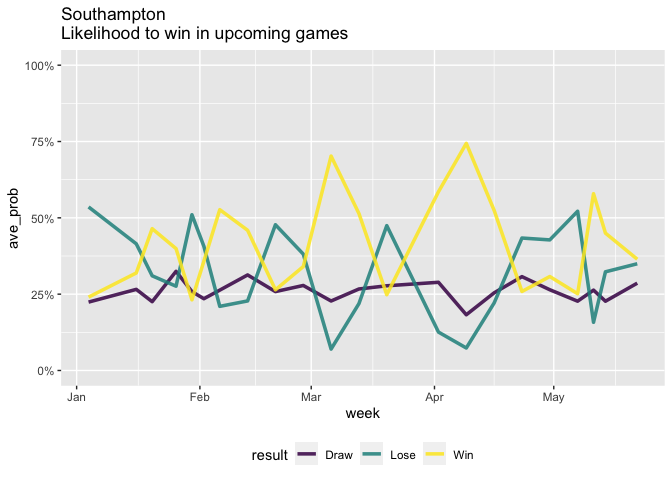 Southampton
Likelihood to win in upcoming games
100%
75%
50%
25%
0%
ave_prob
Jan Feb Mar Apr May
week
result Draw Lose Win